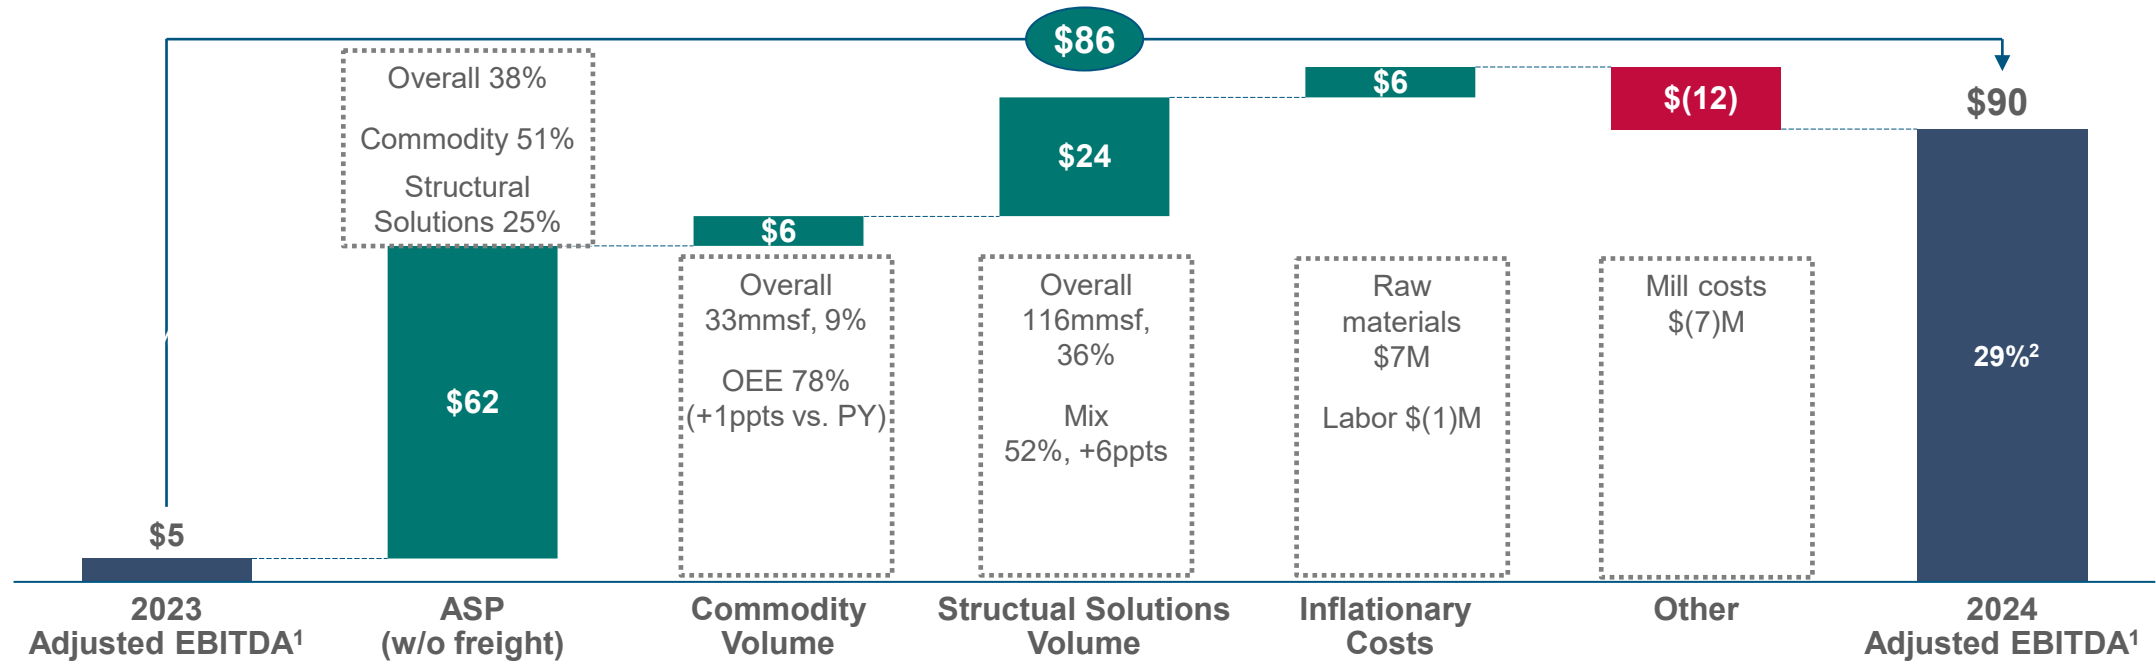 $86
Overall 38%
Commodity 51%
Structural
Solutions 25%
$6
$(12)
$90
$24
$6
$62
$5
Overall
33mmsf, 9%
OEE 78%
(+1ppts vs. PY)
Overall
116mmsf,
36%
Mix
52%, +6ppts
Raw
materials
$7M
Labor $(1)M
Mill costs
$(7)M
29%²
2023
Adjusted EBITDA¹
ASP
(w/o freight)
Commodity
Volume
Structual Solutions
Volume
Inflationary
Costs
Other
2024
Adjusted EBITDA¹